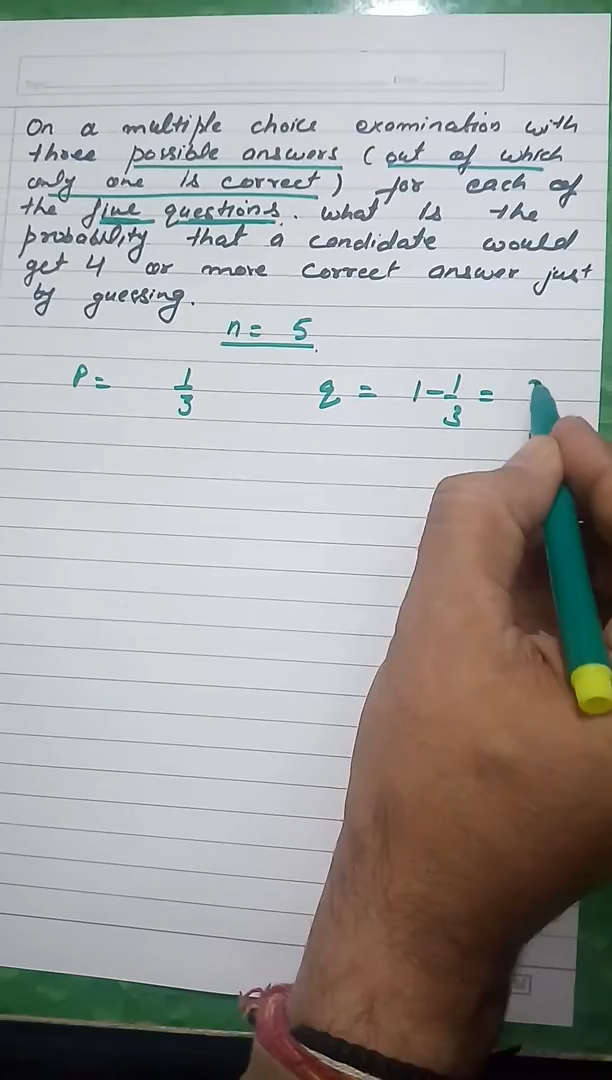 On a multiple choice examination with
three possible answers (out of which
only one is correct) for each of
the five questions. what is the
probability that a candidate would
get 4 or more correct answer just
by guessing.
n = 5
P = 1/3 q = 1 - 1/3 =